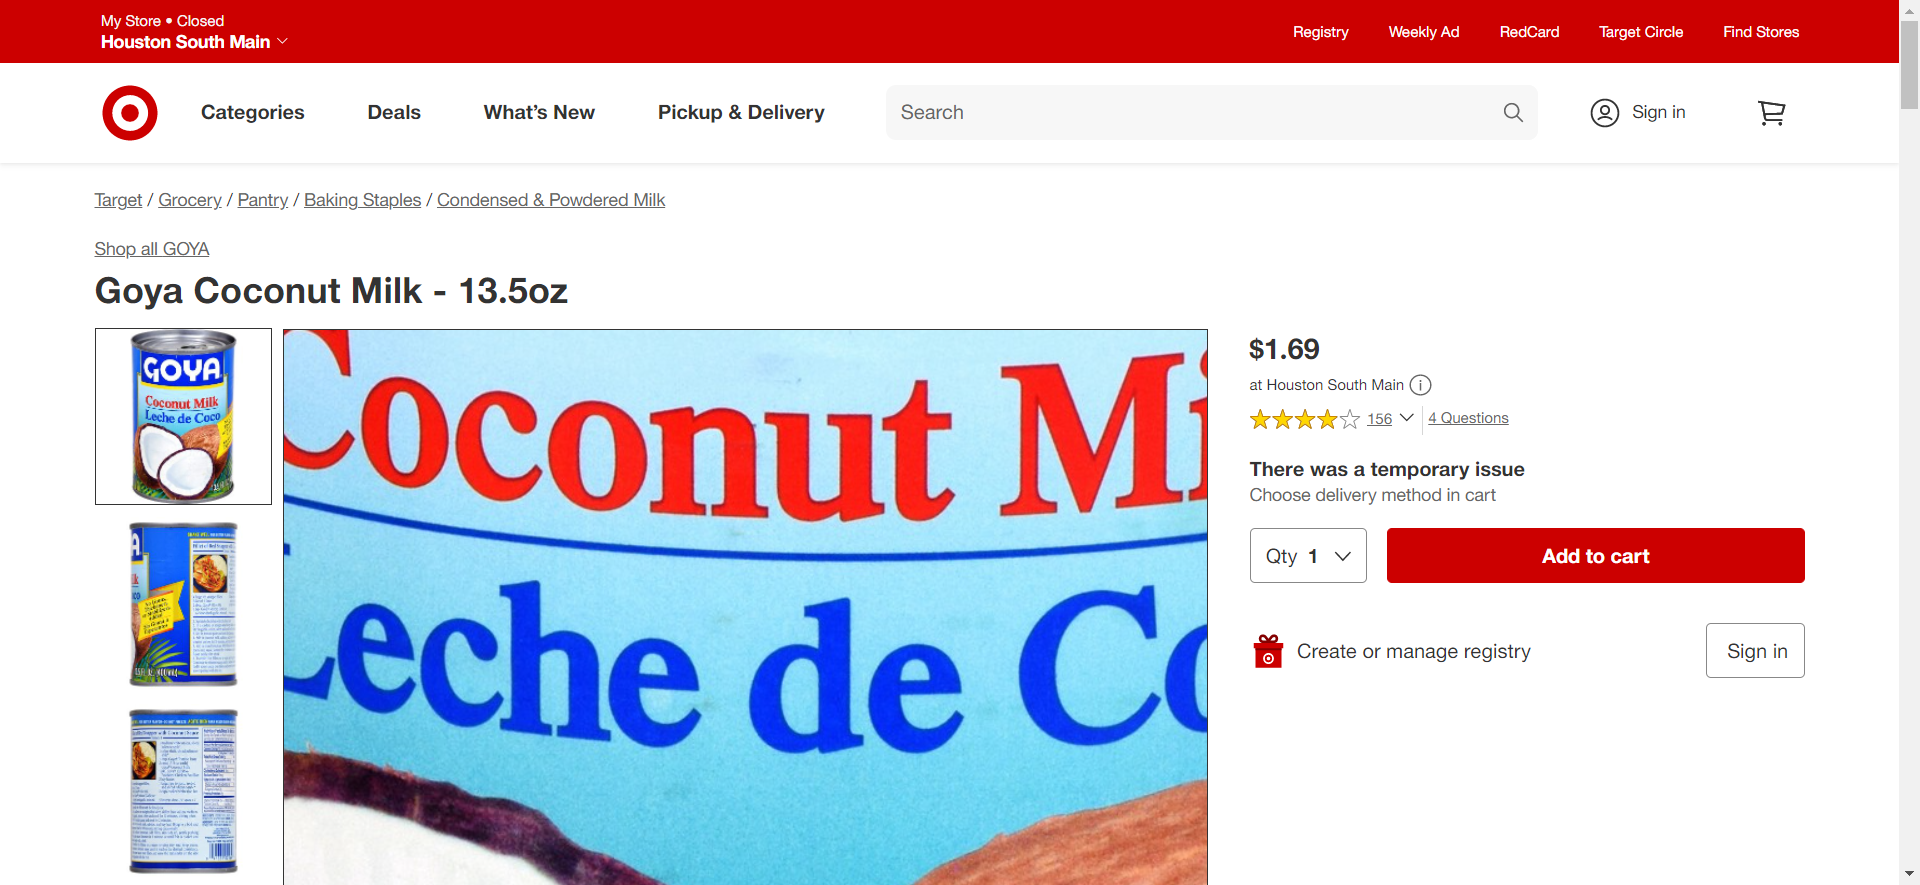 My Store • Closed
Houston South Main
Registry
Weekly Ad
RedCard
Target Circle
Find Stores
Categories
Deals
What's New
Pickup & Delivery
Search
Sign in
Target / Grocery / Pantry / Baking Staples / Condensed & Powdered Milk
Shop all GOYA
Goya Coconut Milk - 13.5oz
GOYA
Coconut Milk
Leche de Coco
Coconut Mi
Leche de Co
$1.69
at Houston South Main
156
4 Questions
There was a temporary issue
Choose delivery method in cart
Qty 1
Add to cart
Create or manage registry
Sign in